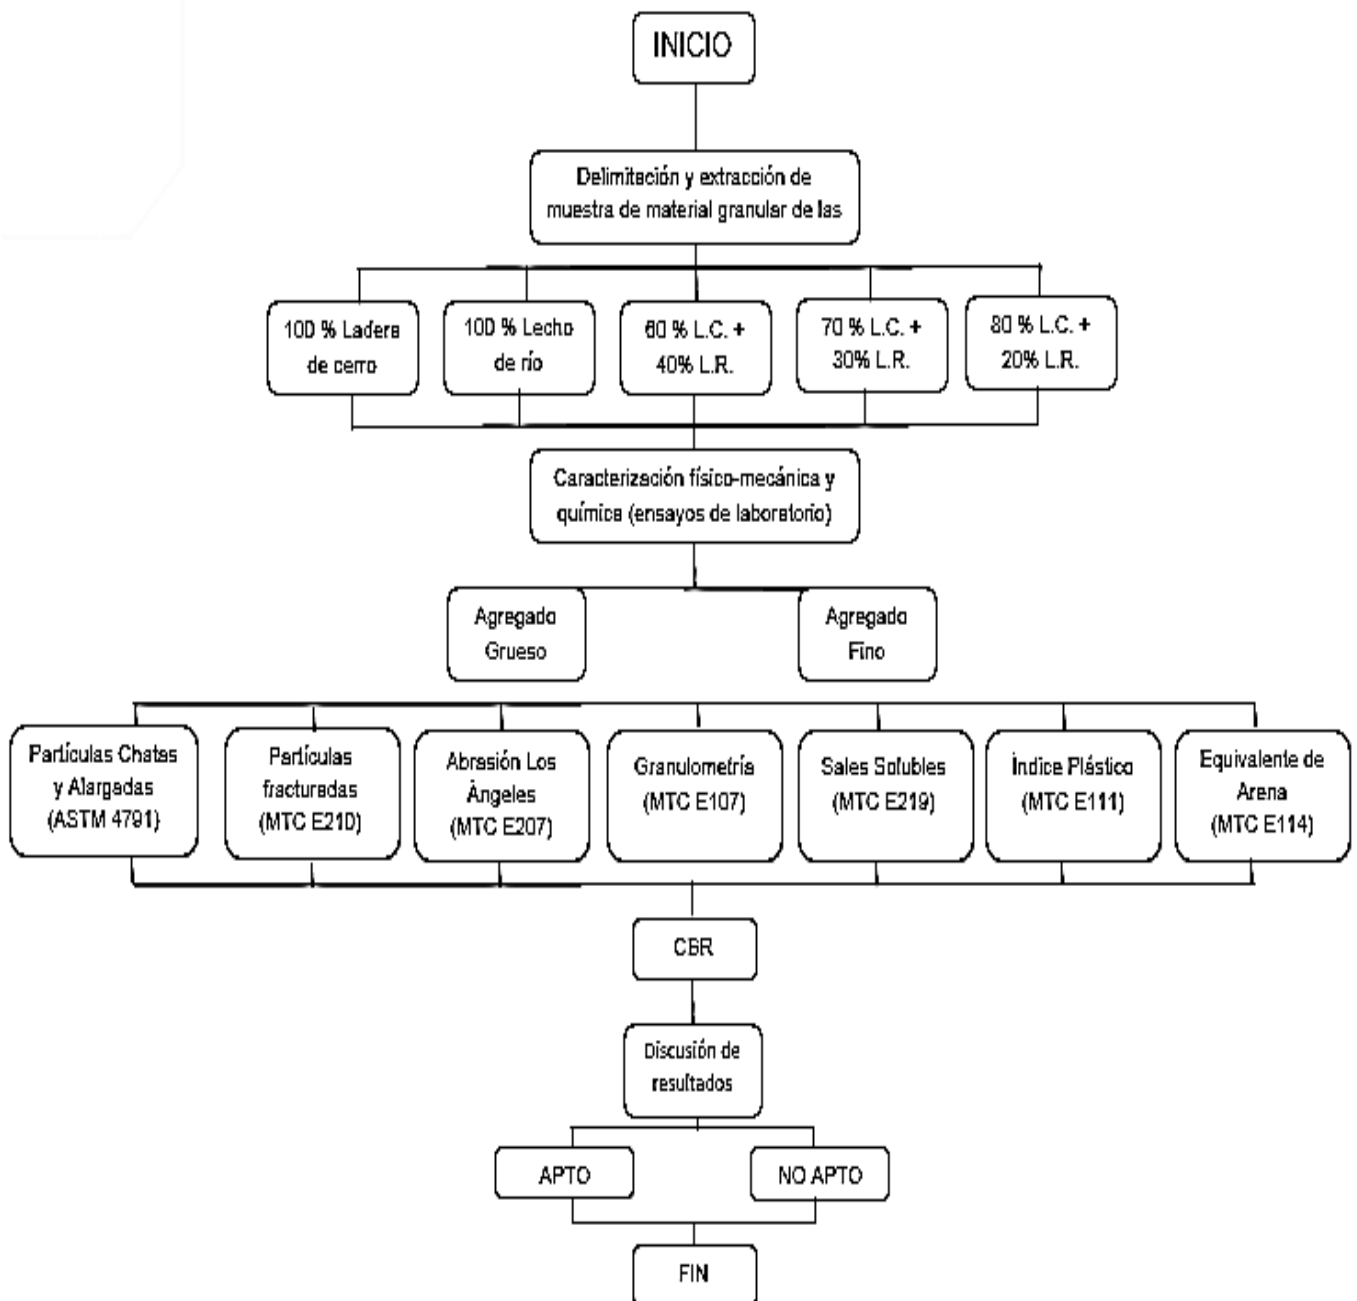 INICIO
Delimitación y extracción de
muestra de material granular de las
100 % Ladera
de cerro
100 % Lecho
de río
60 % L.C. +
40% L.R.
70 % L.C. +
30% L.R.
80 % L.C. +
20% L.R.
Caracterización físico-mecánica y
química (ensayos de laboratorio)
Agregado
Grueso
Agregado
Fino
Partículas Chatas
y Alargadas
(ASTM 4791)
Partículas
fracturadas
(MTC E210)
Abrasión Los
Ángeles
(MTC E207)
Granulometría
(MTC E107)
Sales Solubles
(MTC E219)
Índice Plástico
(MTC E111)
Equivalente de
Arena
(MTC E114)
CBR
Discusión de
resultados
APTO
NO APTO
FIN